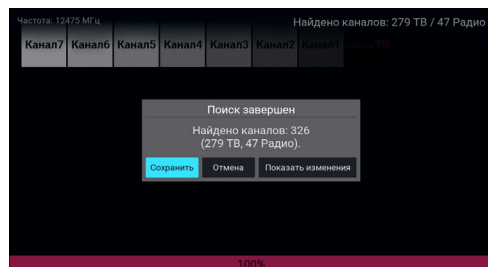 Частота: 12475 МГц
Найдено каналов: 279 ТВ / 47 Радио
Канал7 Канал6 Канал5 Канал4 Канал3 Канал2 Канал1
Поиск завершен
Найдено каналов: 326
(279 ТВ, 47 Радио).
Сохранить Отмена Показать изменения
100%